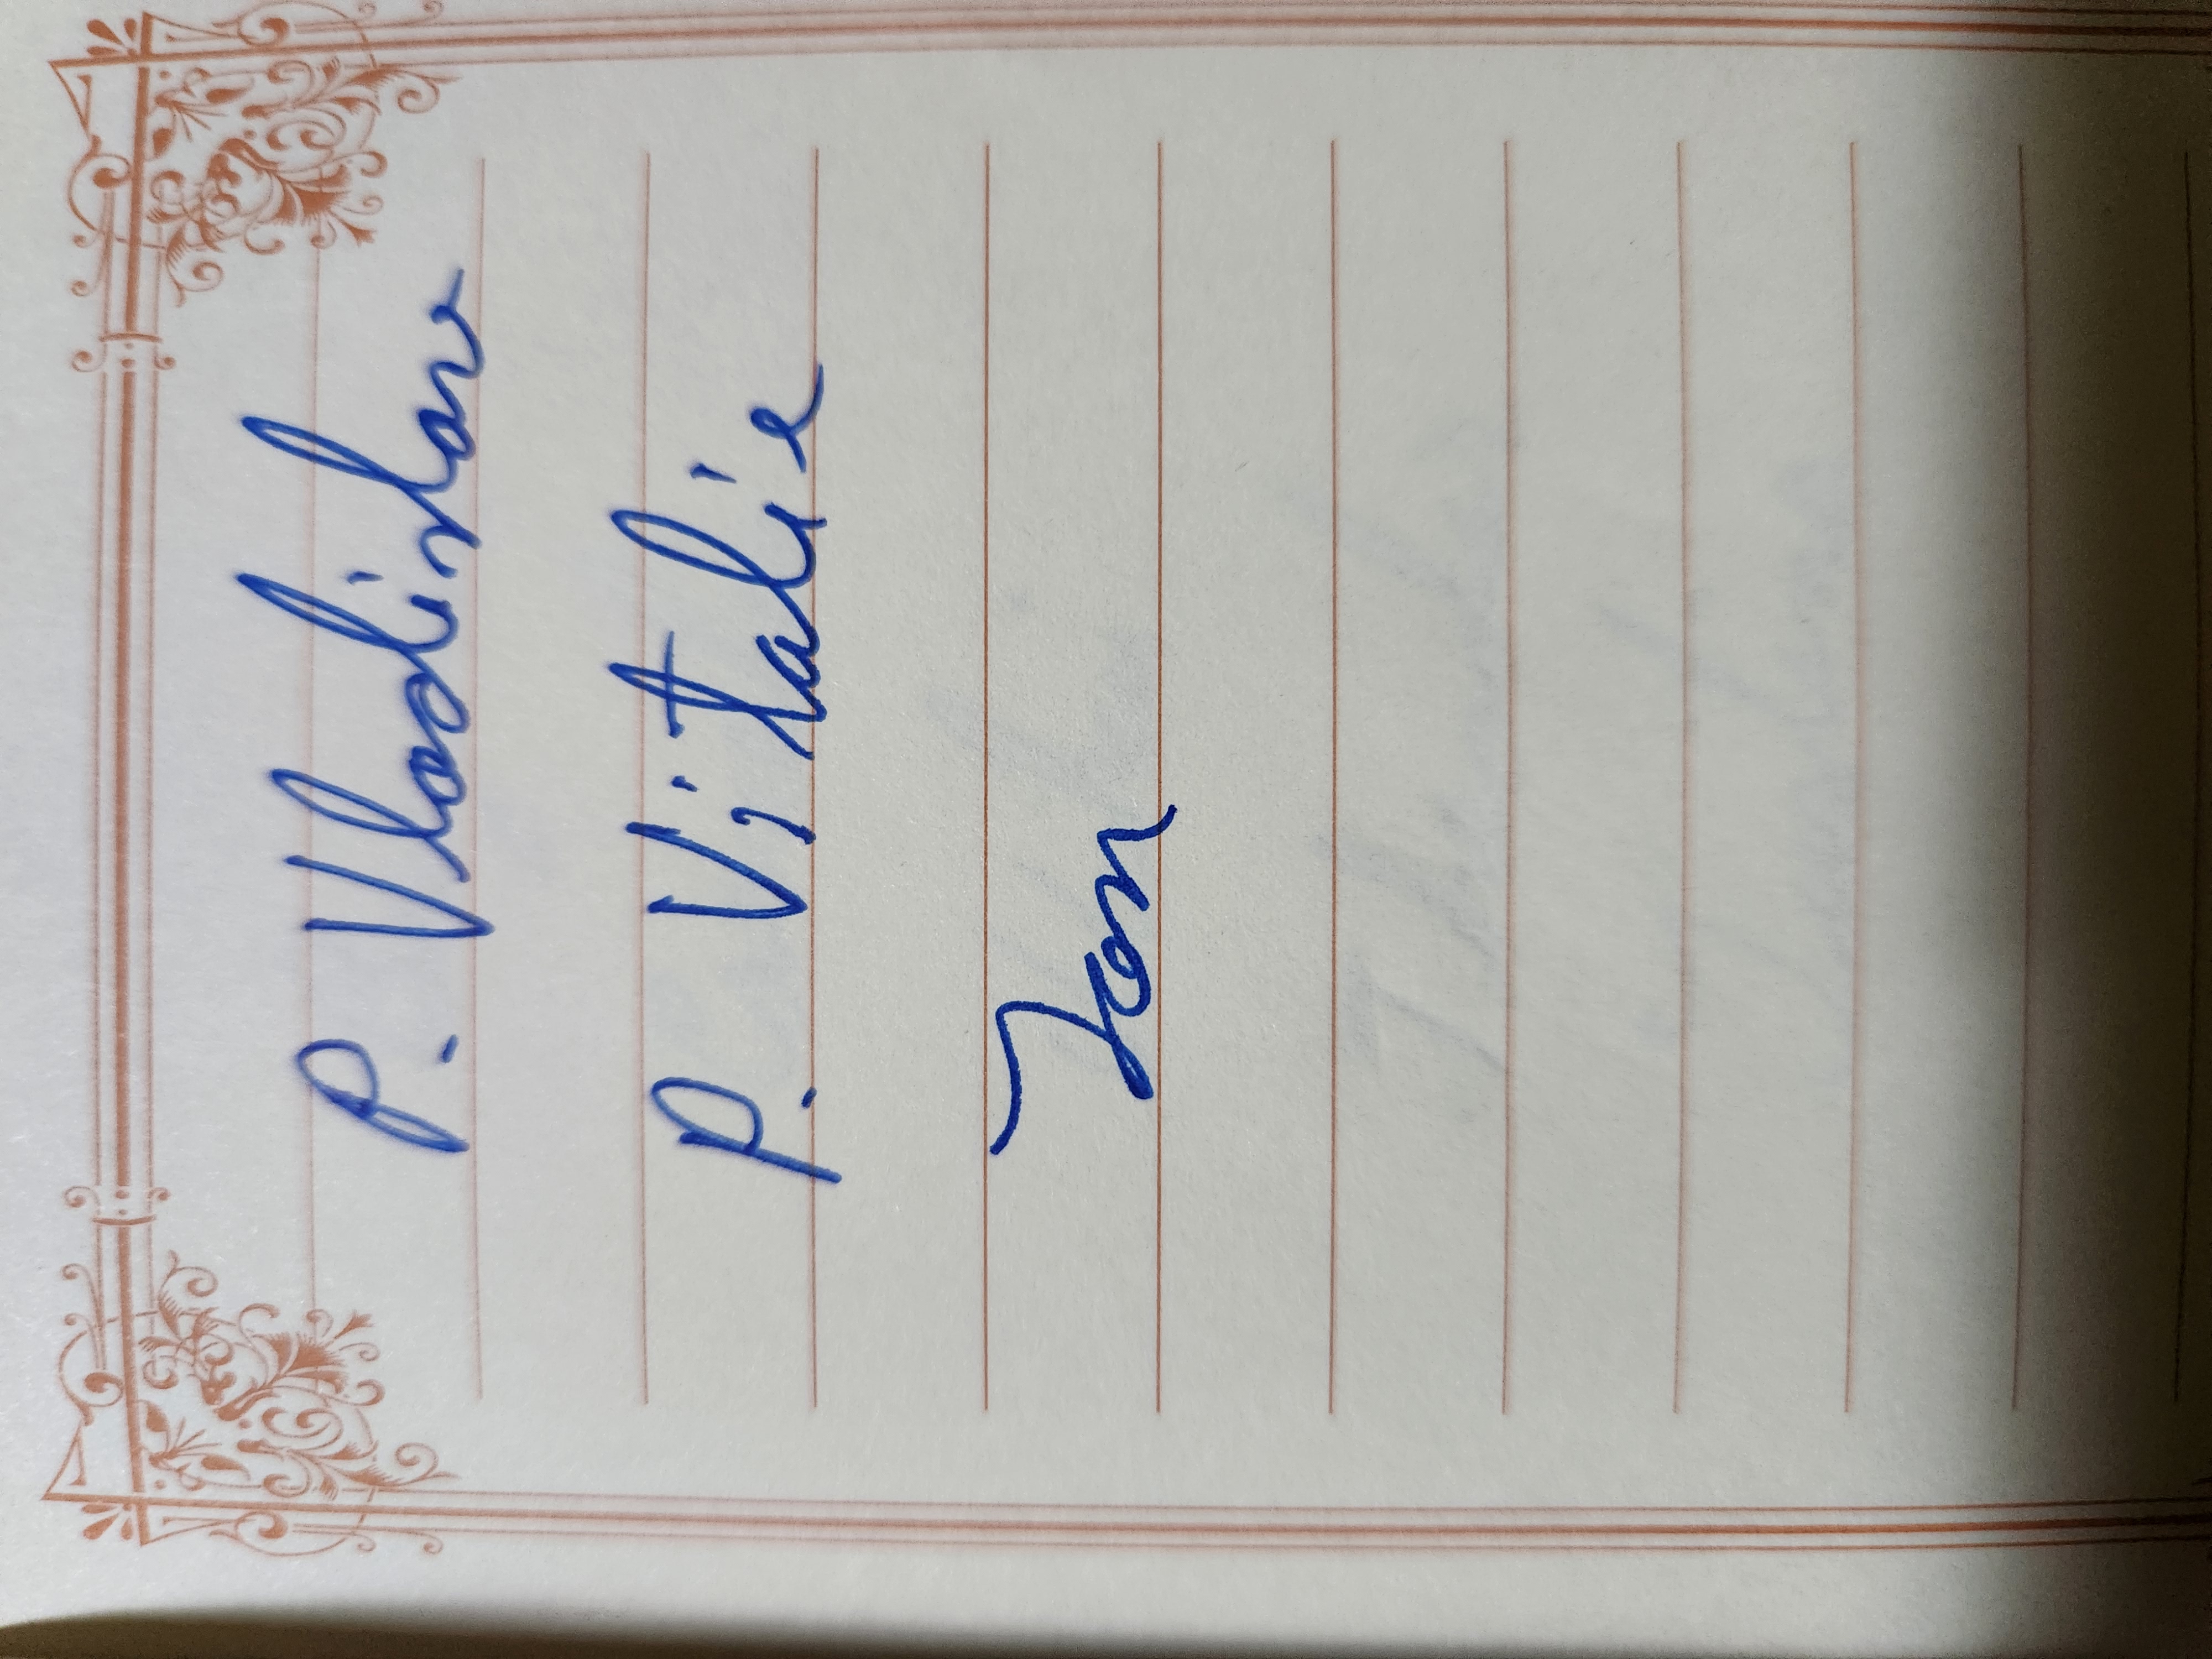 P. Vladislav
P. Vitalie
Ion